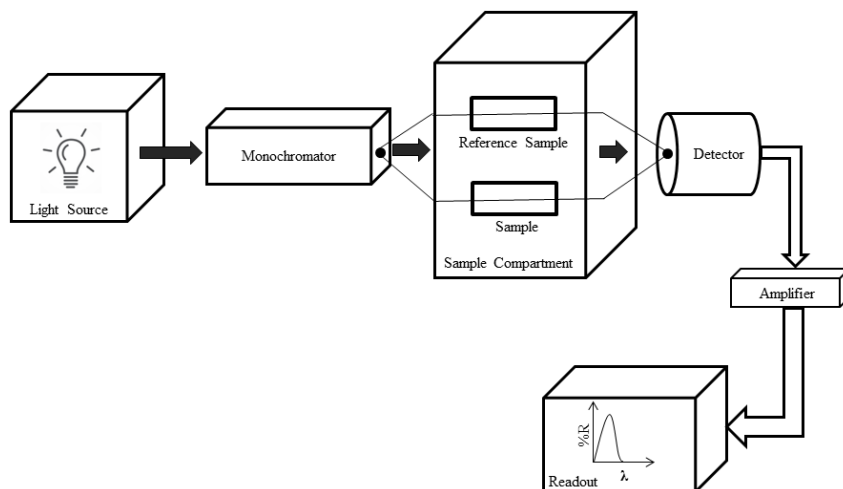 Light Source
Monochromator
Reference Sample
Sample
Sample Compartment
Detector
Amplifier
%R
λ
Readout